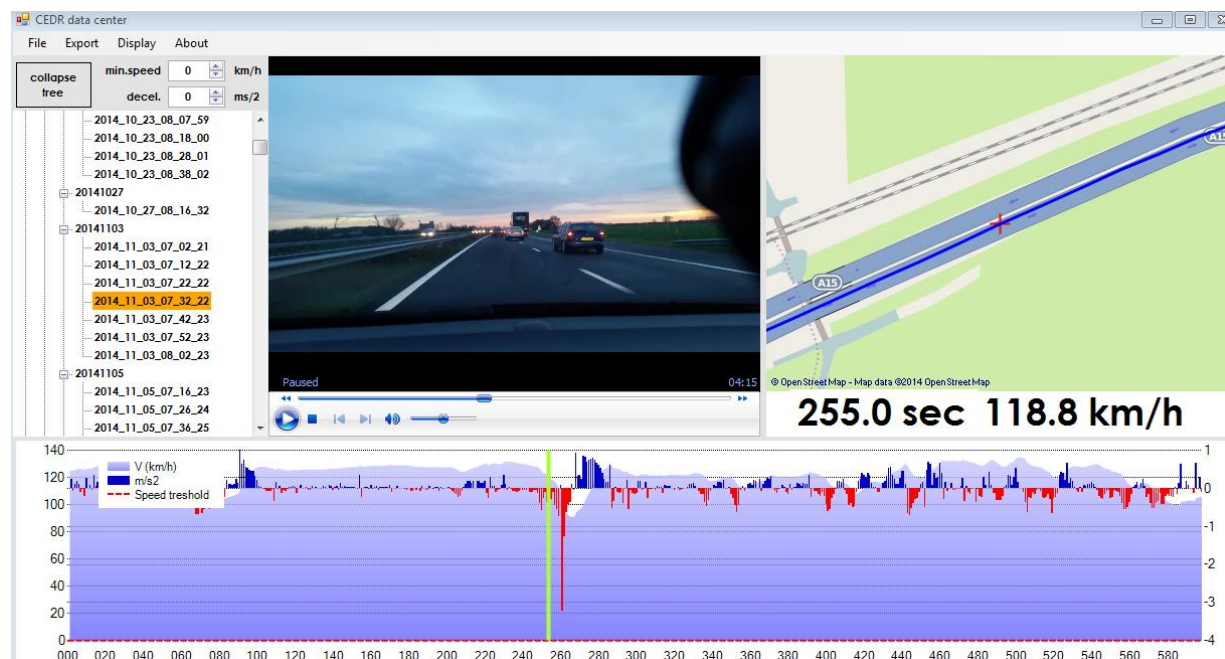 CEDR data center
File Export Display About
collapse tree
min.speed 0 km/h
decel. 0 ms/2
2014_10_23_08_07_59
2014_10_23_08_18_00
2014_10_23_08_28_01
2014_10_23_08_38_02
20141027
2014_10_27_08_16_32
20141103
2014_11_03_07_02_21
2014_11_03_07_12_22
2014_11_03_07_22_22
2014_11_03_07_32_22
2014_11_03_07_42_23
2014_11_03_07_52_23
2014_11_03_08_02_23
20141105
2014_11_05_07_16_23
2014_11_05_07_26_24
2014_11_05_07_36_25
Paused 04:15
A15
A15
© OpenStreetMap - Map data ©2014 OpenStreetMap
255.0 sec 118.8 km/h
V (km/h)
m/s2
Speed treshold
140
120
100
80
60
40
20
0
1
0
-1
-2
-3
-4
000 020 040 060 080 100 120 140 160 180 200 220 240 260 280 300 320 340 360 380 400 420 440 460 480 500 520 540 560 580